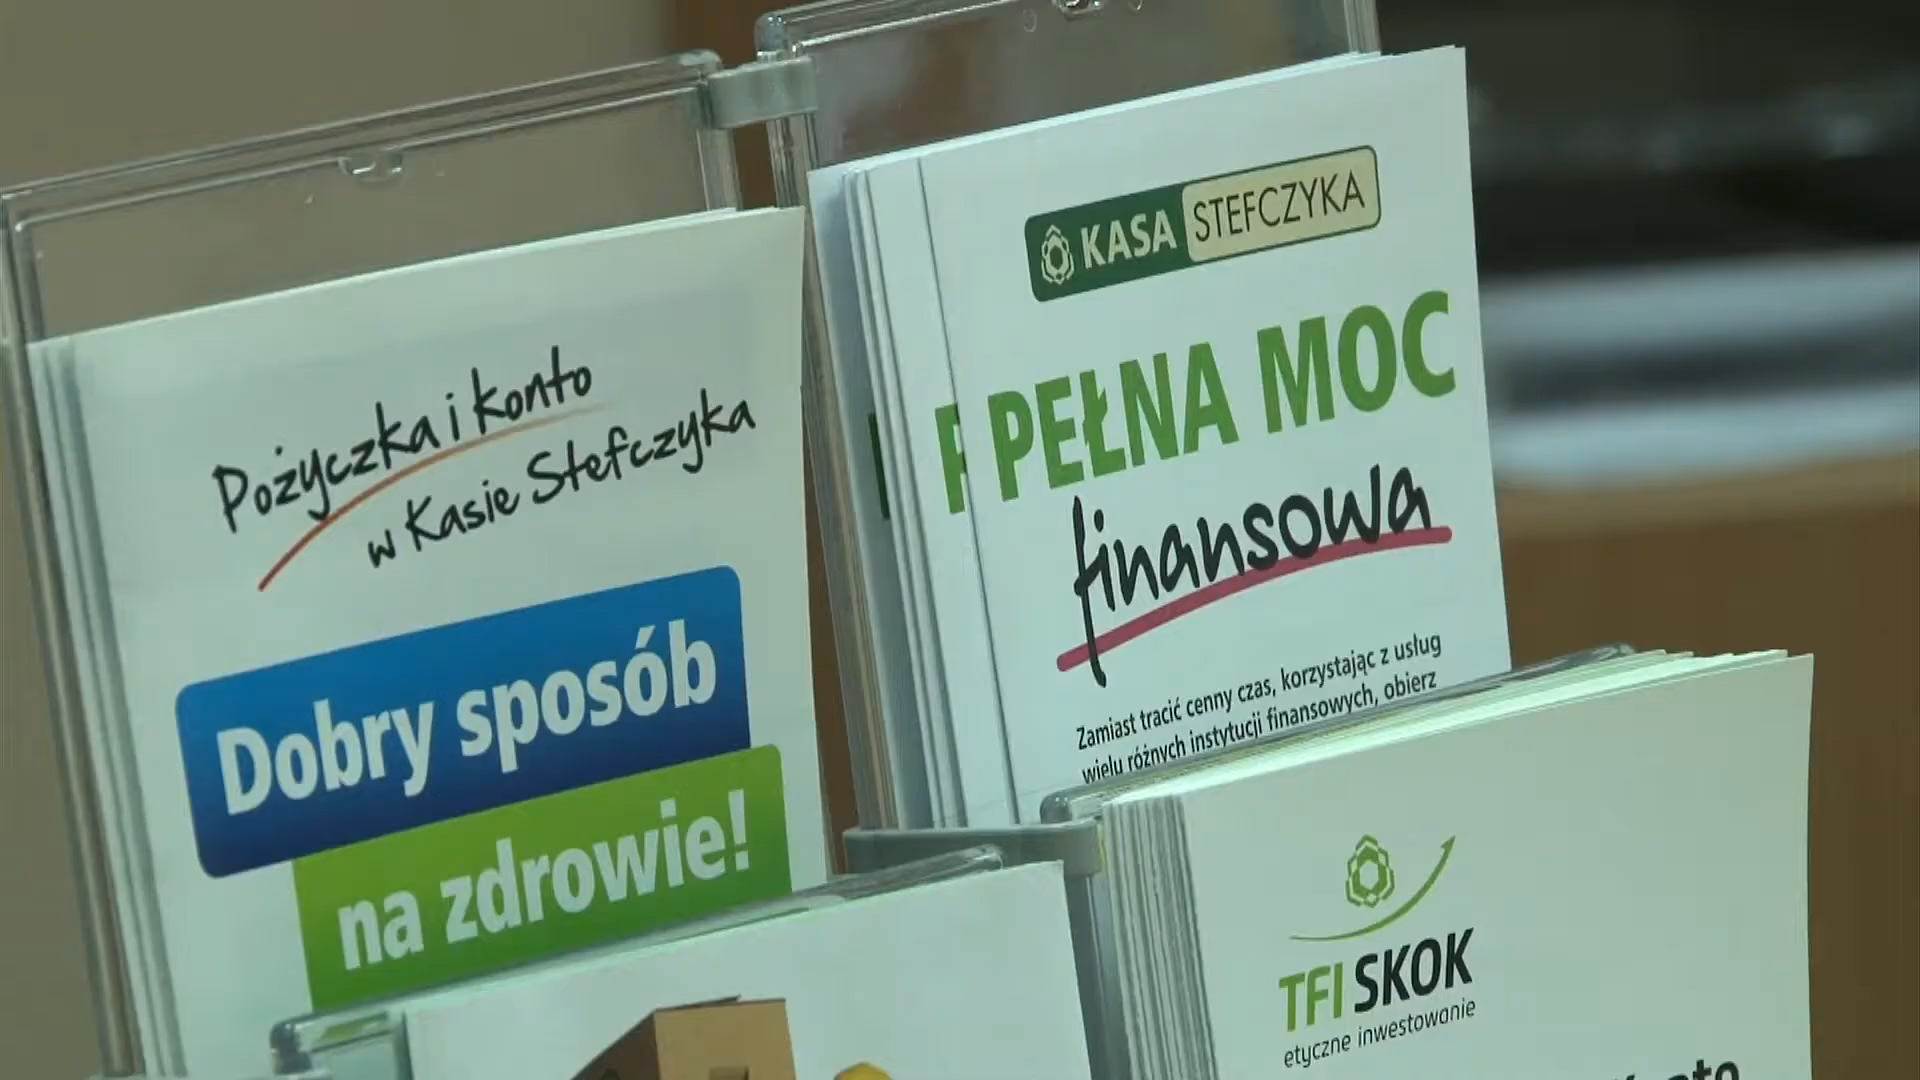 Pożyczka i konto
w Kasie Stefczyka
Dobry sposób
na zdrowie!
KASA STEFCZYKA
PEŁNA MOC
finansowa
Zamiast tracić cenny czas, korzystając z usług
wielu różnych instytucji finansowych, obierz
TFI SKOK
etyczne inwestowanie